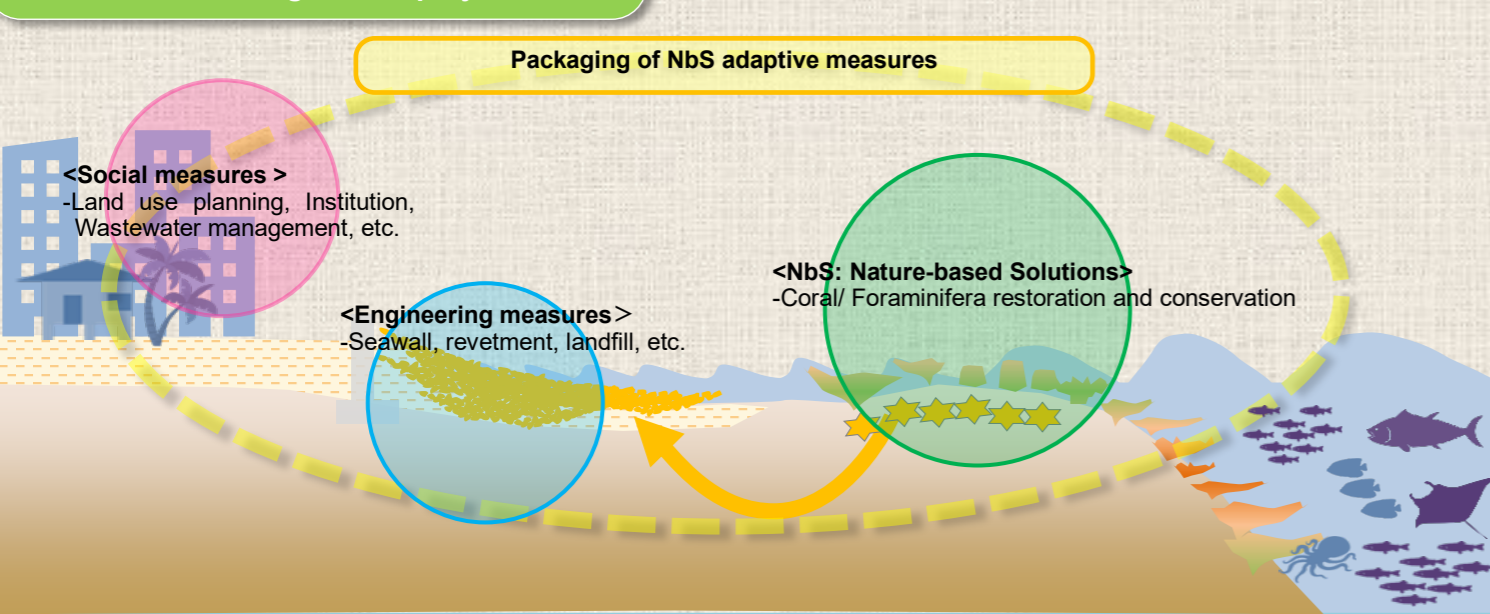 Packaging of NbS adaptive measures
<Social measures >
-Land use planning, Institution,
Wastewater management, etc.
<Engineering measures＞
-Seawall, revetment, landfill, etc.
<NbS: Nature-based Solutions>
-Coral/ Foraminifera restoration and conservation